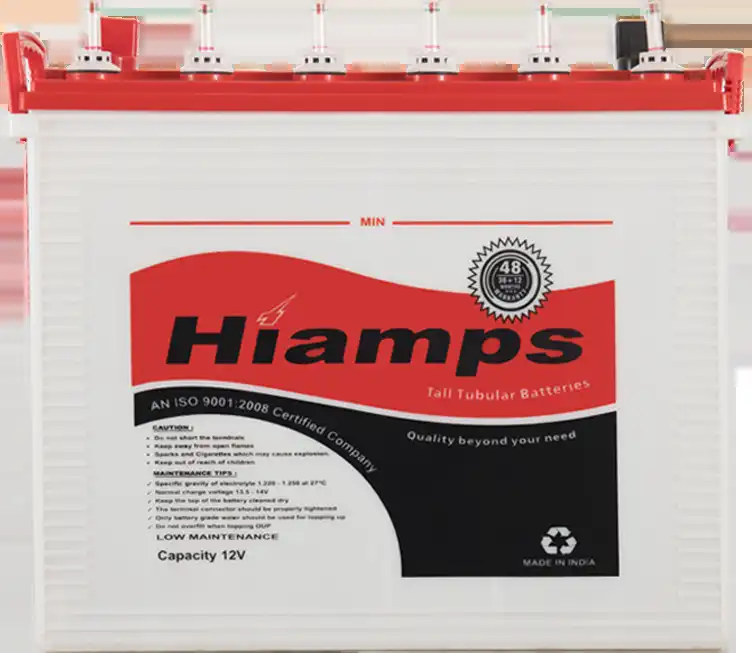 MIN
48
36+12
MONTHS
WARRANTY
Hiamps
Tall Tubular Batteries
AN ISO 9001:2008 Certified Company
Quality beyond your need
CAUTION :
Do not short the terminals
Keep away from open flames
Sparks and Cigarettes which may cause explosion.
Keep out of reach of children
MAINTENANCE TIPS :
Specific gravity of electrolyte 1.220 - 1.250 at 27°C
Normal charge voltage 13.5 - 14V
Keep the top of the battery cleaned dry
The terminal connector should be properly tightened
Only battery grade water should be used for topping up
Do not overfill when topping OUP
LOW MAINTENANCE
Capacity 12V
MADE IN INDIA